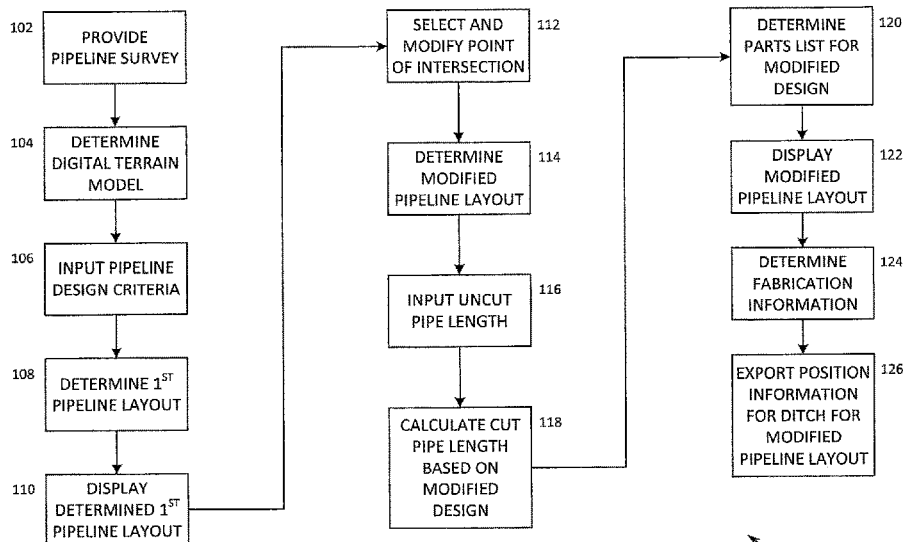 102
PROVIDE
PIPELINE SURVEY
104
DETERMINE
DIGITAL TERRAIN
MODEL
106
INPUT PIPELINE
DESIGN CRITERIA
108
DETERMINE 1ST
PIPELINE LAYOUT
110
DISPLAY
DETERMINED 1ST
PIPELINE LAYOUT
112
SELECT AND
MODIFY POINT
OF INTERSECTION
114
DETERMINE
MODIFIED
PIPELINE LAYOUT
116
INPUT UNCUT
PIPE LENGTH
118
CALCULATE CUT
PIPE LENGTH
BASED ON
MODIFIED
DESIGN
120
DETERMINE
PARTS LIST FOR
MODIFIED
DESIGN
122
DISPLAY
MODIFIED
PIPELINE LAYOUT
124
DETERMINE
FABRICATION
INFORMATION
126
EXPORT POSITION
INFORMATION
FOR DITCH FOR
MODIFIED
PIPELINE LAYOUT